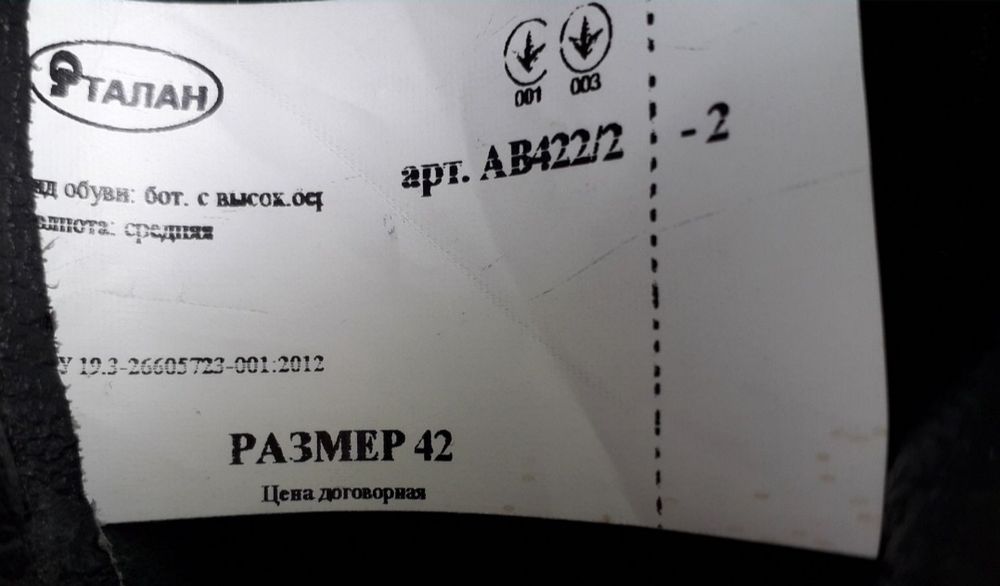 ТАЛАН
001 003
арт. АВ422/2 - 2
обуви: бот. с высок.
средняя
19.3-26605723-001:2012
РАЗМЕР 42
Цена договорная